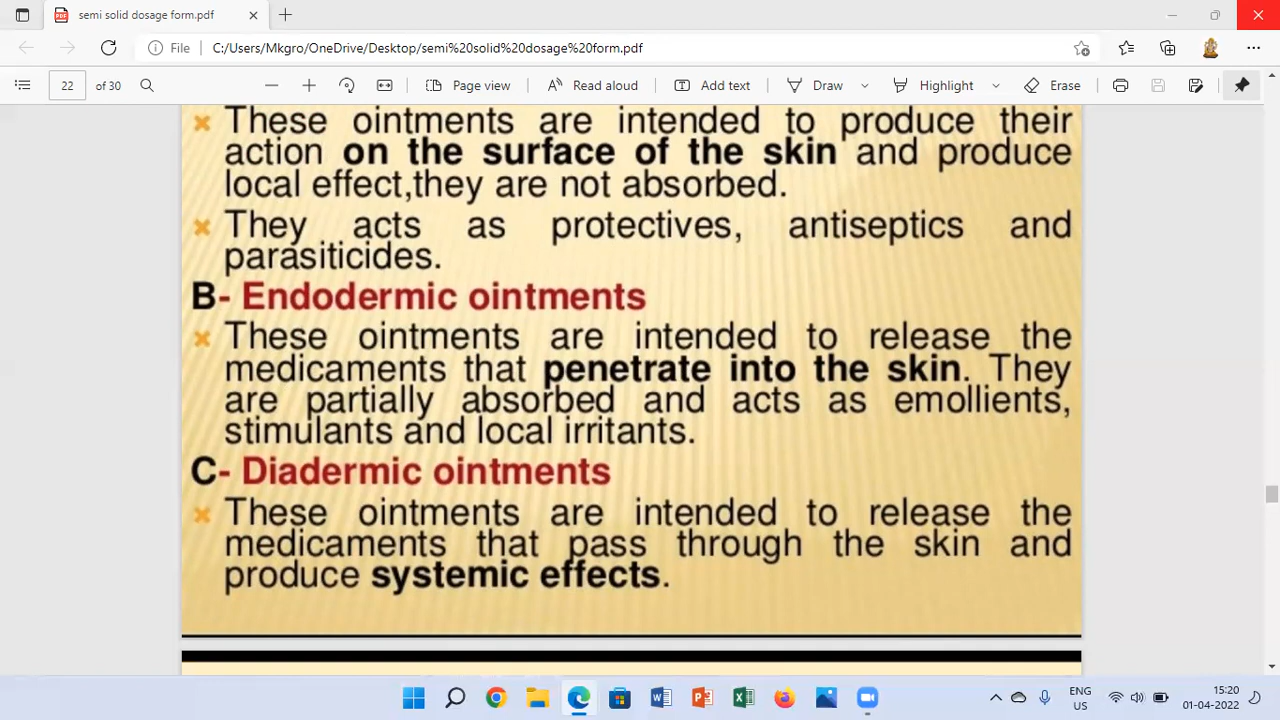 semi solid dosage form.pdf
File C:/Users/Mkgro/OneDrive/Desktop/semi%20solid%20dosage%20form.pdf
22 of 30 Page view Read aloud Add text Draw Highlight Erase
These ointments are intended to produce their
action on the surface of the skin and produce
local effect,they are not absorbed.
They acts as protectives, antiseptics and
parasiticides.
B- Endodermic ointments
These ointments are intended to release the
medicaments that penetrate into the skin. They
are partially absorbed and acts as emollients,
stimulants and local irritants.
C- Diadermic ointments
These ointments are intended to release the
medicaments that pass through the skin and
produce systemic effects.
ENG 15:20
US 01-04-2022